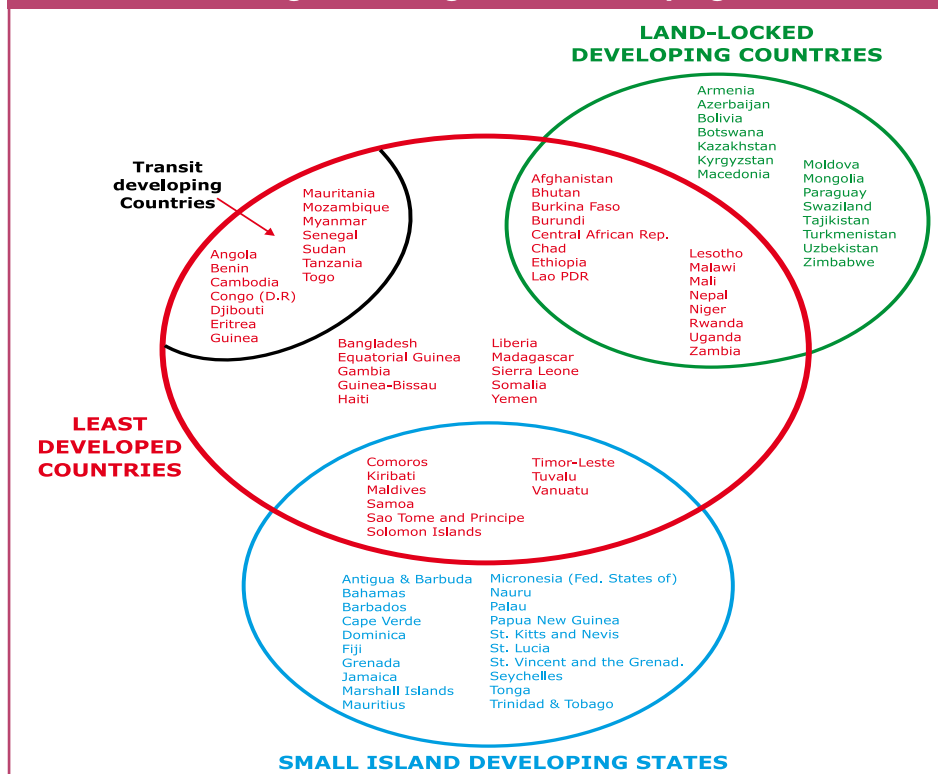 LAND-LOCKED
DEVELOPING COUNTRIES
Armenia
Azerbaijan
Bolivia
Botswana
Kazakhstan
Kyrgyzstan
Macedonia
Moldova
Mongolia
Paraguay
Swaziland
Tajikistan
Turkmenistan
Uzbekistan
Zimbabwe
Transit
developing
Countries
Mauritania
Mozambique
Myanmar
Senegal
Sudan
Tanzania
Togo
Angola
Benin
Cambodia
Congo (D.R)
Djibouti
Eritrea
Guinea
Afghanistan
Bhutan
Burkina Faso
Burundi
Central African Rep.
Chad
Ethiopia
Lao PDR
Lesotho
Malawi
Mali
Nepal
Niger
Rwanda
Uganda
Zambia
Bangladesh
Equatorial Guinea
Gambia
Guinea-Bissau
Haiti
Liberia
Madagascar
Sierra Leone
Somalia
Yemen
LEAST
DEVELOPED
COUNTRIES
Comoros
Kiribati
Maldives
Samoa
Sao Tome and Principe
Solomon Islands
Timor-Leste
Tuvalu
Vanuatu
Antigua & Barbuda
Bahamas
Barbados
Cape Verde
Dominica
Fiji
Grenada
Jamaica
Marshall Islands
Mauritius
Micronesia (Fed. States of)
Nauru
Palau
Papua New Guinea
St. Kitts and Nevis
St. Lucia
St. Vincent and the Grenad.
Seychelles
Tonga
Trinidad & Tobago
SMALL ISLAND DEVELOPING STATES